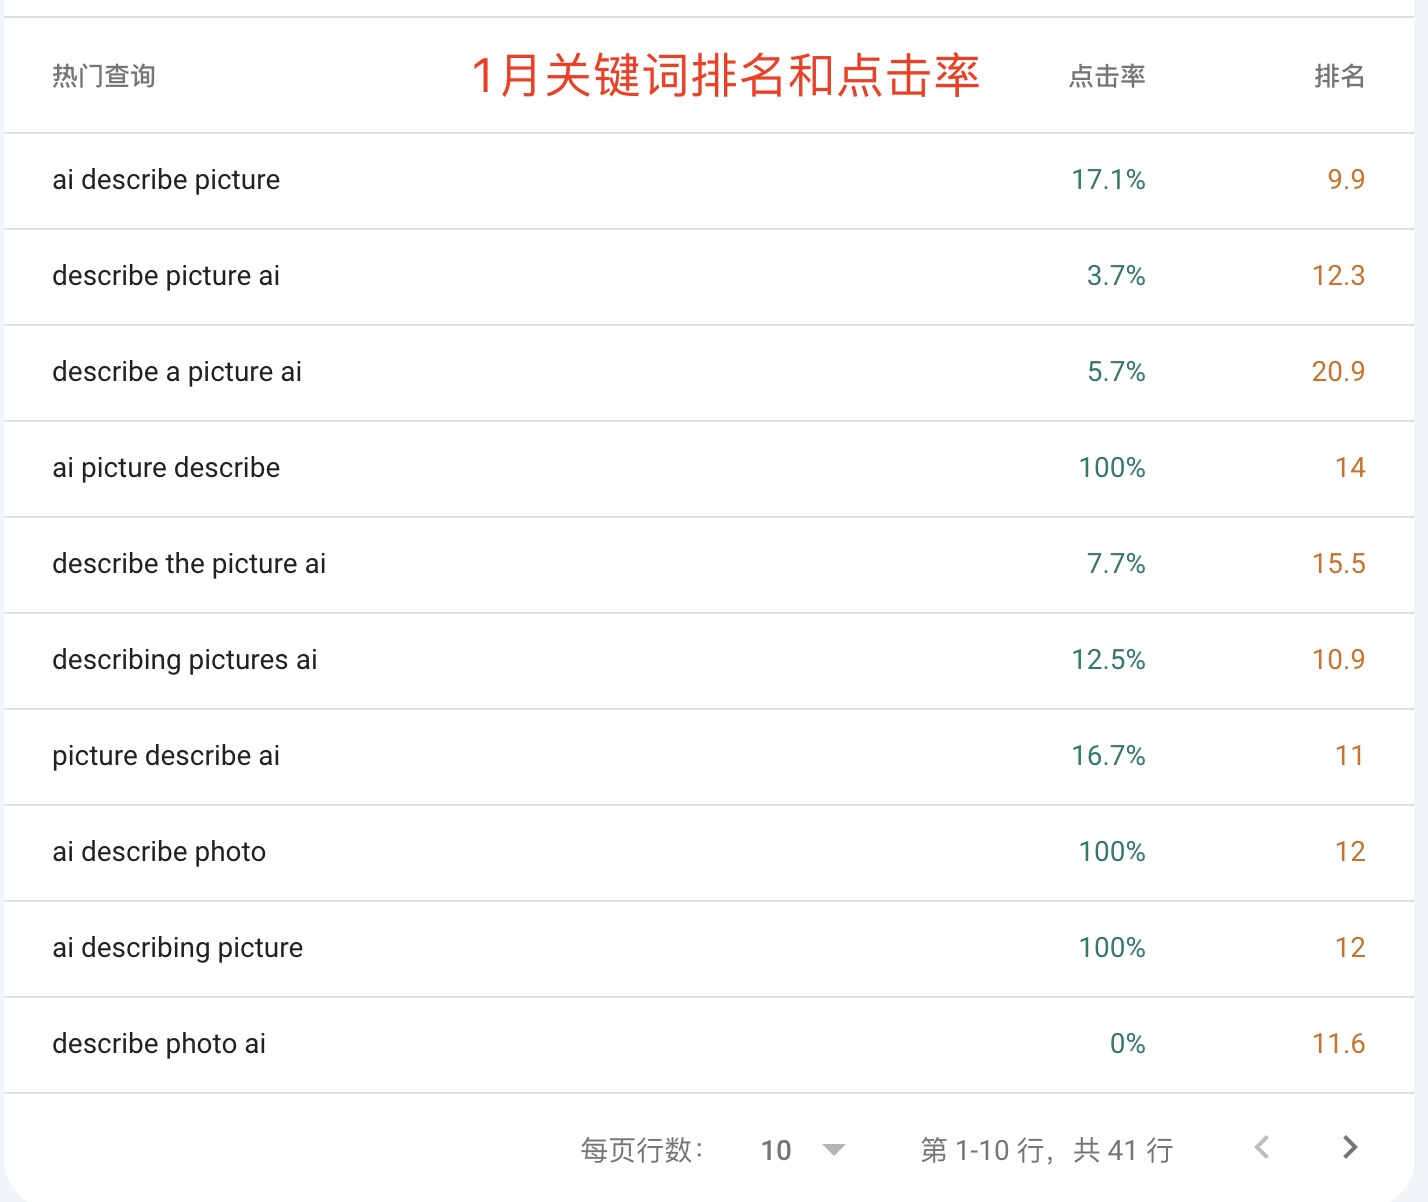 热门查询 1月关键词排名和点击率 点击率 排名
ai describe picture 17.1% 9.9
describe picture ai 3.7% 12.3
describe a picture ai 5.7% 20.9
ai picture describe 100% 14
describe the picture ai 7.7% 15.5
describing pictures ai 12.5% 10.9
picture describe ai 16.7% 11
ai describe photo 100% 12
ai describing picture 100% 12
describe photo ai 0% 11.6
每页行数： 10 第 1-10 行，共 41 行